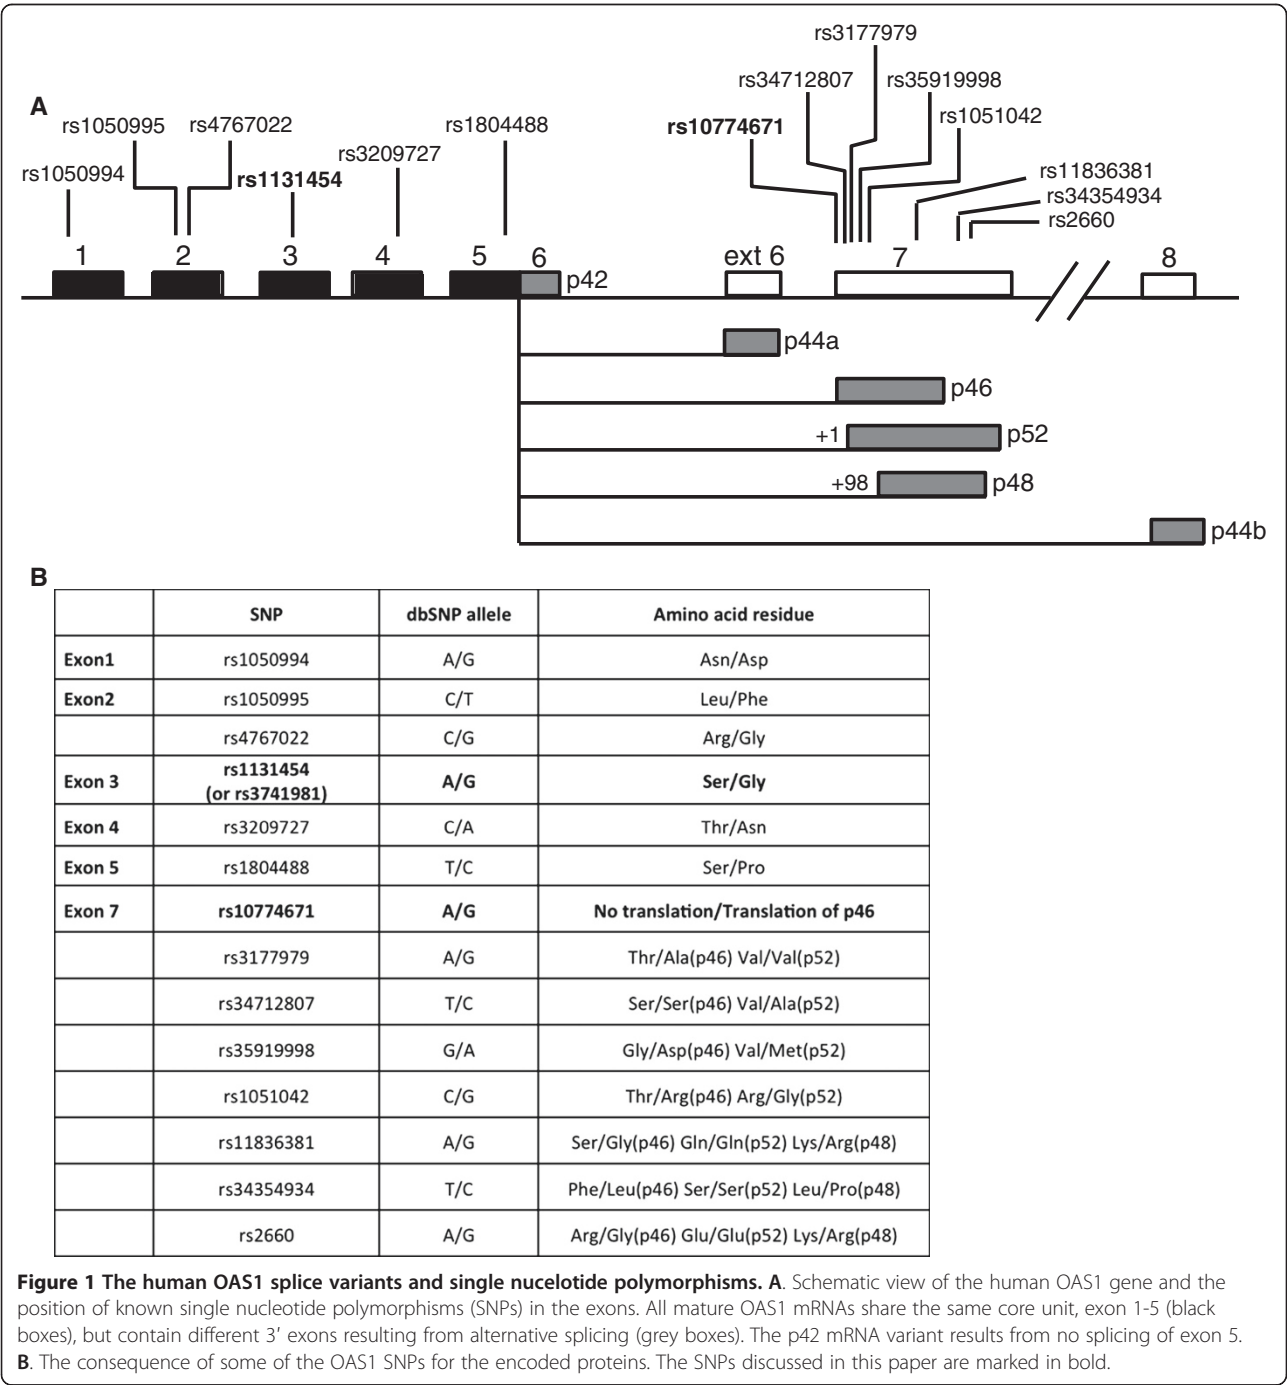 A
rs3177979
rs34712807
rs35919998
rs10774671
rs1051042
rs1050995
rs4767022
rs1804488
rs3209727
rs1050994
rs1131454
rs11836381
rs34354934
rs2660
1
2
3
4
5
6
p42
ext 6
7
8
p44a
p46
+1
p52
+98
p48
p44b
B
SNP dbSNP allele Amino acid residue
Exon1 rs1050994 A/G Asn/Asp
Exon2 rs1050995 C/T Leu/Phe
rs4767022 C/G Arg/Gly
Exon 3 rs1131454 (or rs3741981) A/G Ser/Gly
Exon 4 rs3209727 C/A Thr/Asn
Exon 5 rs1804488 T/C Ser/Pro
Exon 7 rs10774671 A/G No translation/Translation of p46
rs3177979 A/G Thr/Ala(p46) Val/Val(p52)
rs34712807 T/C Ser/Ser(p46) Val/Ala(p52)
rs35919998 G/A Gly/Asp(p46) Val/Met(p52)
rs1051042 C/G Thr/Arg(p46) Arg/Gly(p52)
rs11836381 A/G Ser/Gly(p46) Gln/Gln(p52) Lys/Arg(p48)
rs34354934 T/C Phe/Leu(p46) Ser/Ser(p52) Leu/Pro(p48)
rs2660 A/G Arg/Gly(p46) Glu/Glu(p52) Lys/Arg(p48)
Figure 1 The human OAS1 splice variants and single nucelotide polymorphisms. A. Schematic view of the human OAS1 gene and the
position of known single nucleotide polymorphisms (SNPs) in the exons. All mature OAS1 mRNAs share the same core unit, exon 1-5 (black
boxes), but contain different 3′ exons resulting from alternative splicing (grey boxes). The p42 mRNA variant results from no splicing of exon 5.
B. The consequence of some of the OAS1 SNPs for the encoded proteins. The SNPs discussed in this paper are marked in bold.